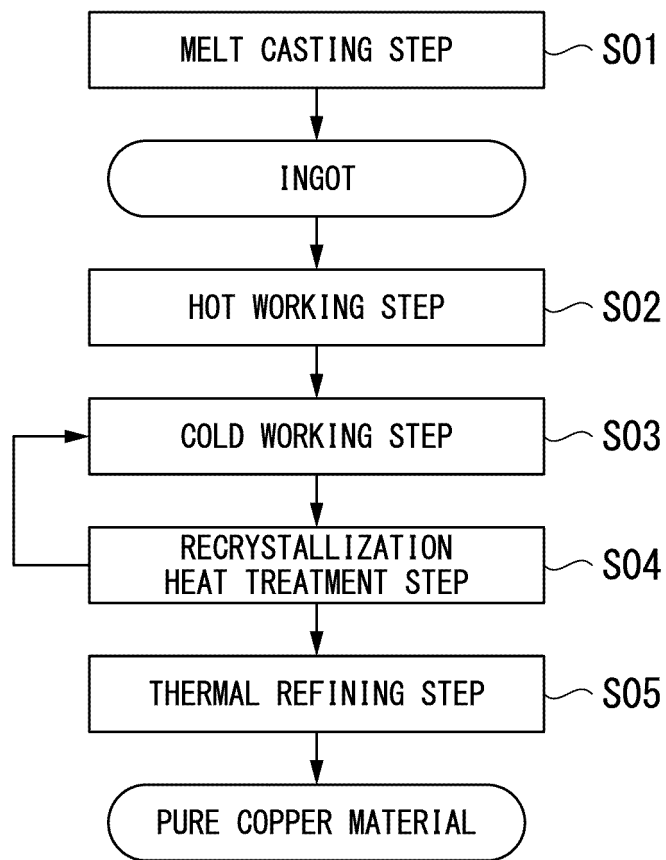 MELT CASTING STEP
S01
INGOT
HOT WORKING STEP
S02
COLD WORKING STEP
S03
RECRYSTALLIZATION
HEAT TREATMENT STEP
S04
THERMAL REFINING STEP
S05
PURE COPPER MATERIAL